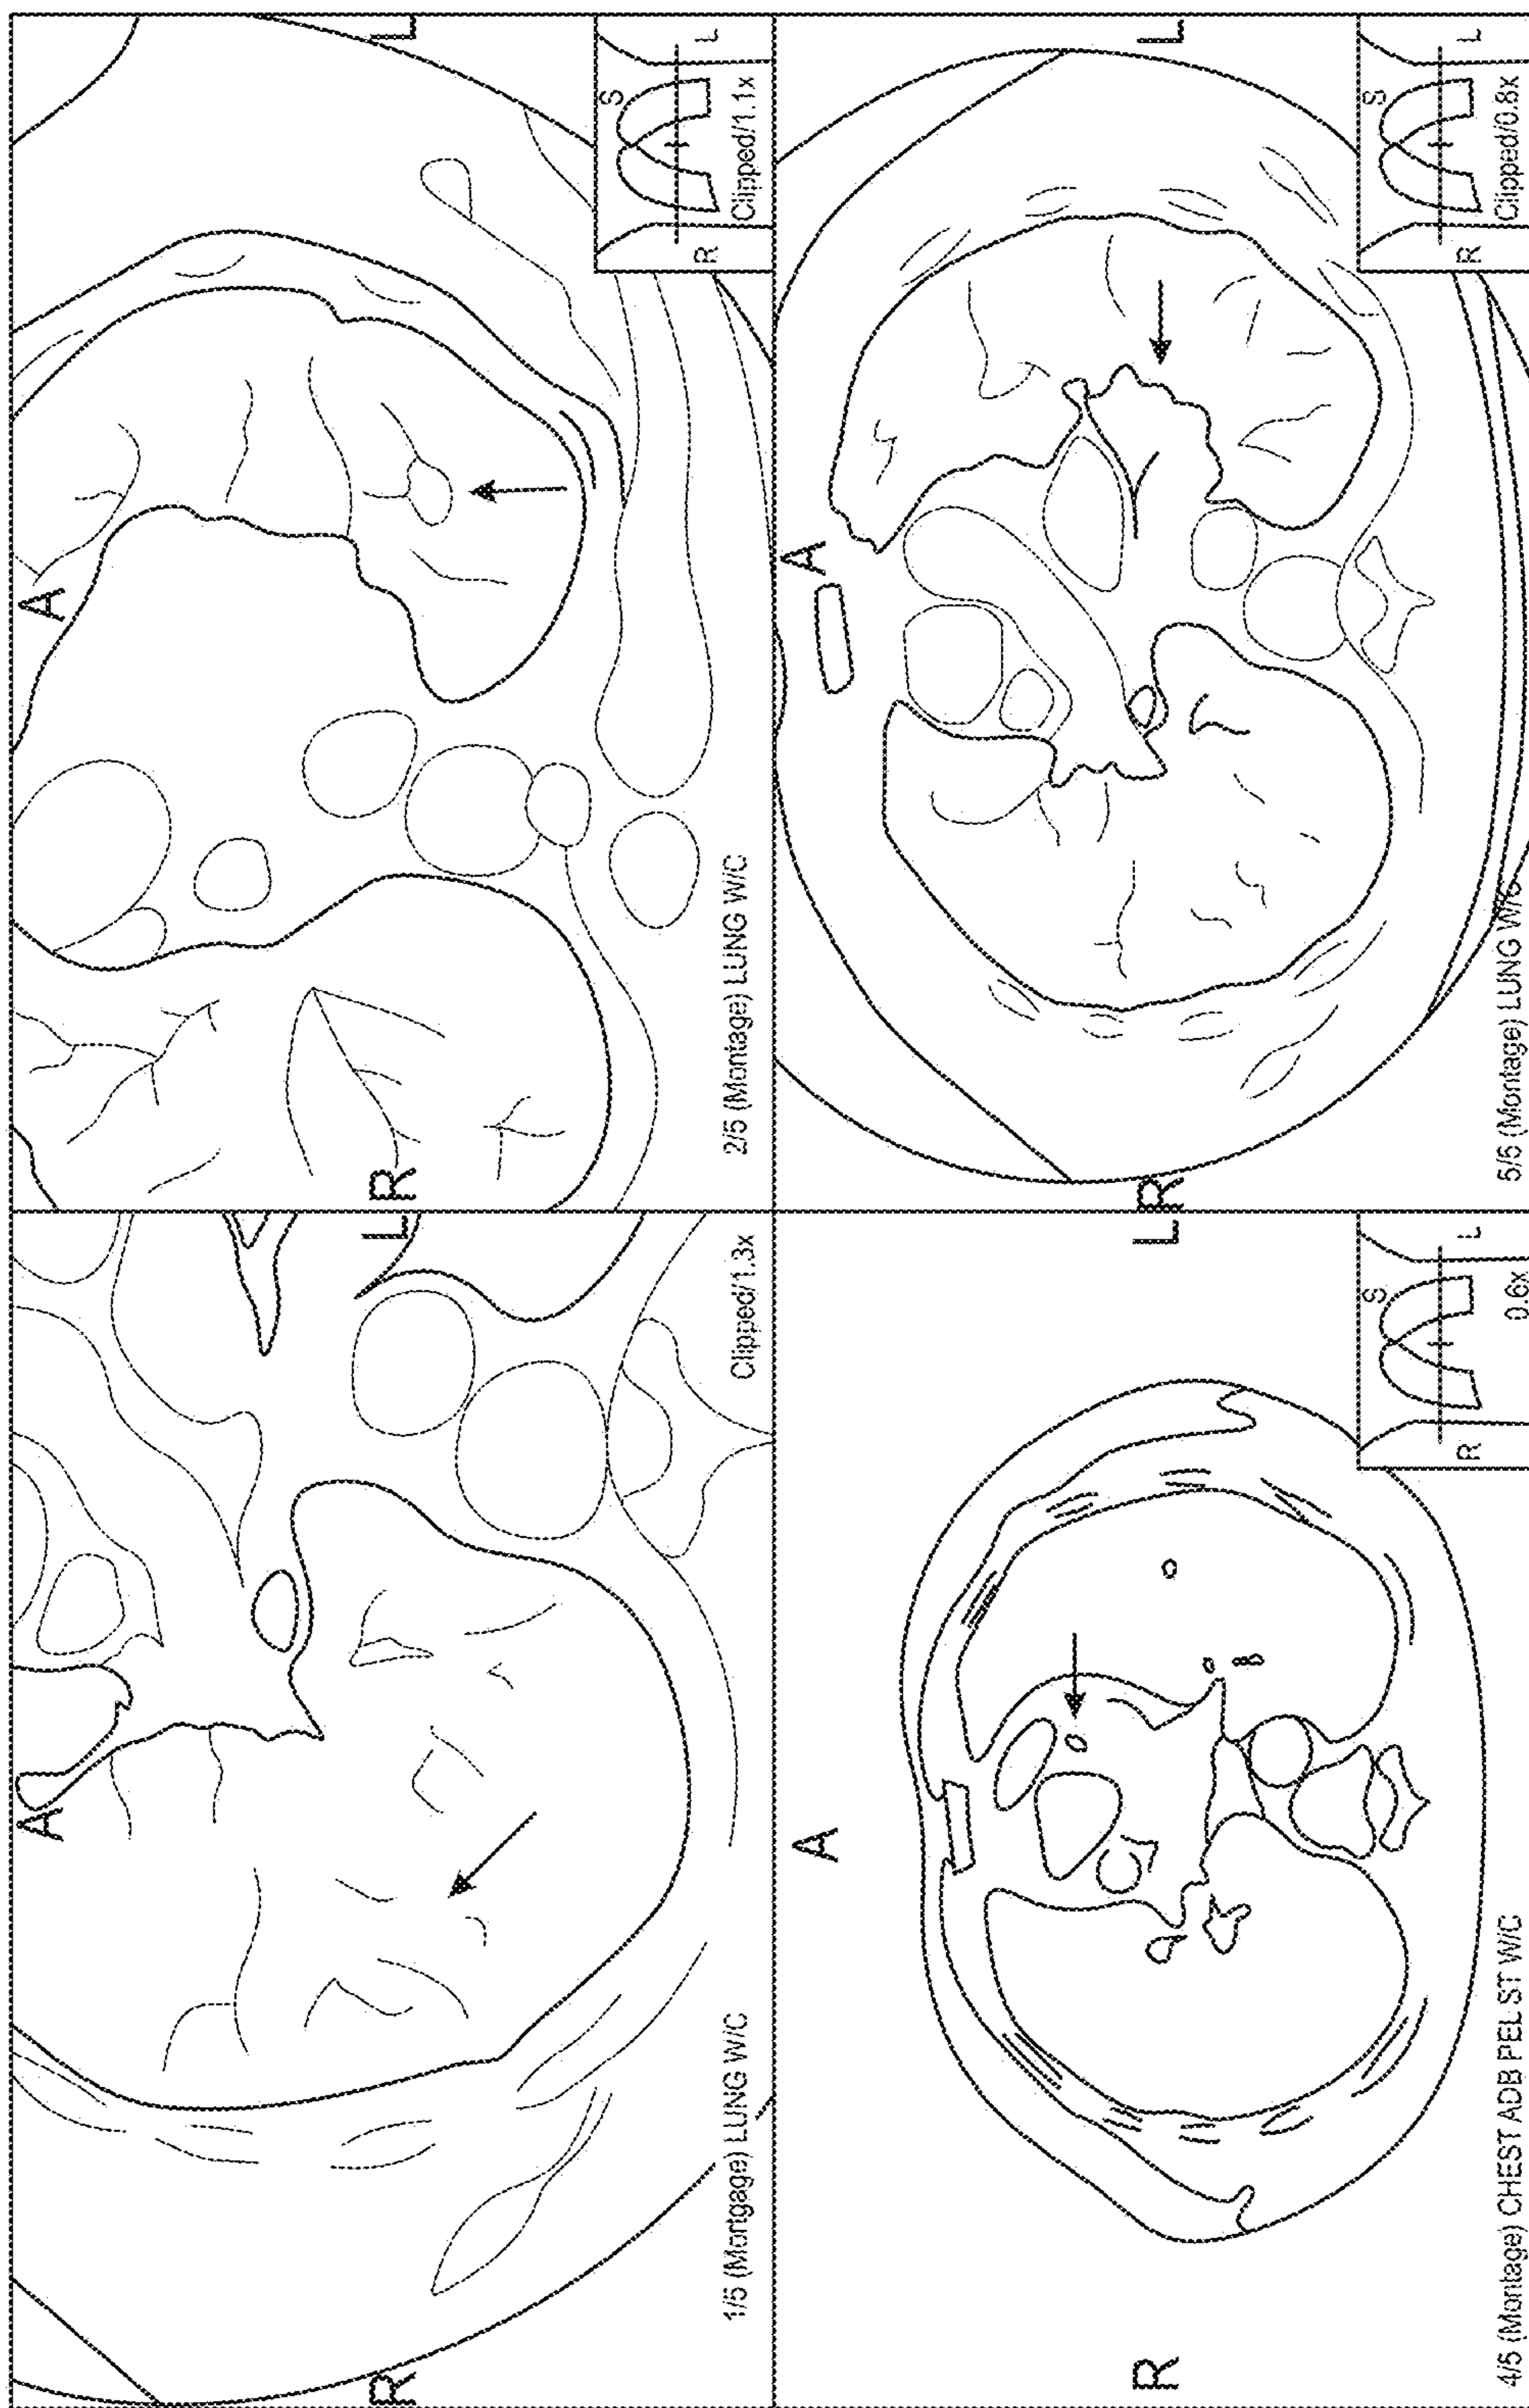 A
R L
Clipped/1.3x
1/5 (Mortgage) LUNG W/C
A
R L
S
R L
Clipped/1.1x
2/5 (Montage) LUNG W/C
A
R L
S
R L
0.6x
4/5 (Montage) CHEST ADB PEL ST W/C
A
R L
S
R L
Clipped/0.8x
5/5 (Montage) LUNG W/C